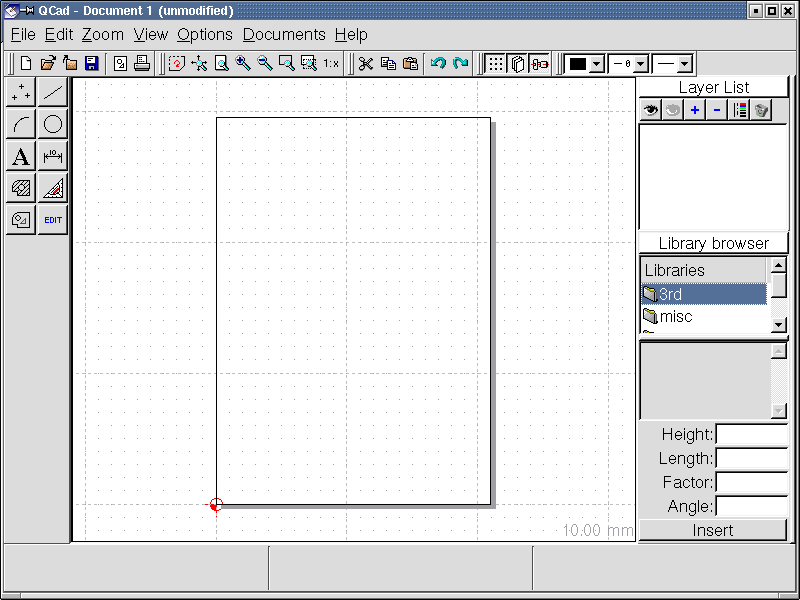 QCad - Document 1 (unmodified)
File Edit Zoom View Options Documents Help
1:x
0
Layer List
A
10
EDIT
Library browser
Libraries
3rd
misc
Height:
Length:
Factor:
Angle:
10.00 mm
Insert